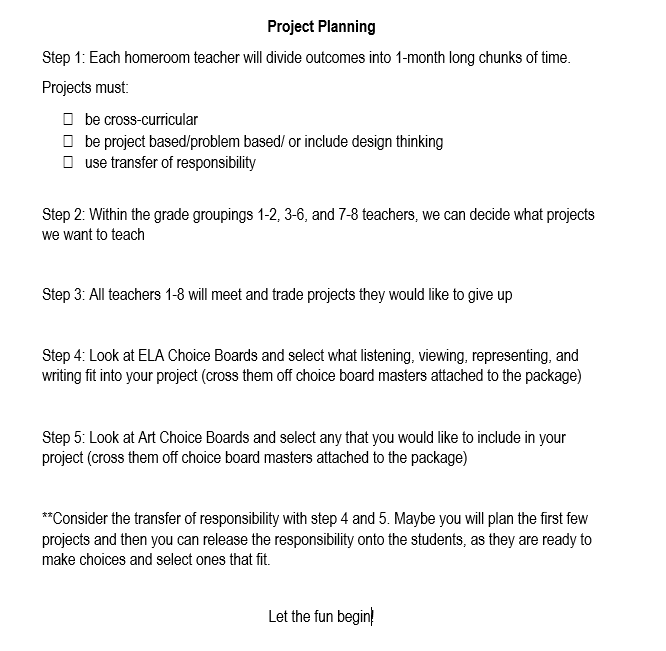 Project Planning
Step 1: Each homeroom teacher will divide outcomes into 1-month long chunks of time.
Projects must:
☐ be cross-curricular
☐ be project based/problem based/ or include design thinking
☐ use transfer of responsibility
Step 2: Within the grade groupings 1-2, 3-6, and 7-8 teachers, we can decide what projects
we want to teach
Step 3: All teachers 1-8 will meet and trade projects they would like to give up
Step 4: Look at ELA Choice Boards and select what listening, viewing, representing, and
writing fit into your project (cross them off choice board masters attached to the package)
Step 5: Look at Art Choice Boards and select any that you would like to include in your
project (cross them off choice board masters attached to the package)
**Consider the transfer of responsibility with step 4 and 5. Maybe you will plan the first few
projects and then you can release the responsibility onto the students, as they are ready to
make choices and select ones that fit.
Let the fun begin!